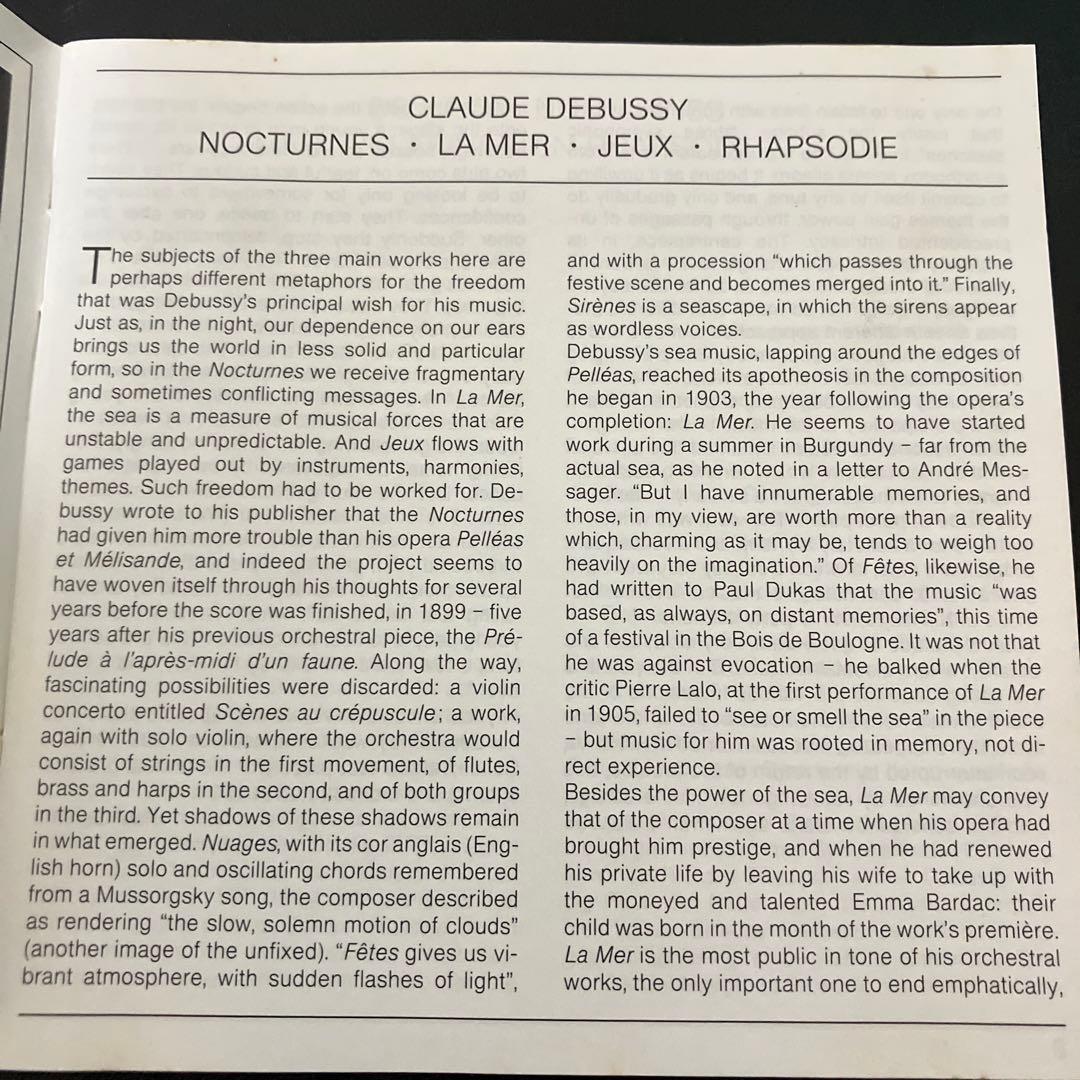 CLAUDE DEBUSSY
NOCTURNES · LA MER · JEUX · RHAPSODIE
The subjects of the three main works here are
perhaps different metaphors for the freedom
that was Debussy's principal wish for his music.
Just as, in the night, our dependence on our ears
brings us the world in less solid and particular
form, so in the Nocturnes we receive fragmentary
and sometimes conflicting messages. In La Mer,
the sea is a measure of musical forces that are
unstable and unpredictable. And Jeux flows with
games played out by instruments, harmonies,
themes. Such freedom had to be worked for. De-
bussy wrote to his publisher that the Nocturnes
had given him more trouble than his opera Pelléas
et Mélisande, and indeed the project seems to
have woven itself through his thoughts for several
years before the score was finished, in 1899 – five
years after his previous orchestral piece, the Pré-
lude à l'après-midi d'un faune. Along the way,
fascinating possibilities were discarded: a violin
concerto entitled Scènes au crépuscule; a work,
again with solo violin, where the orchestra would
consist of strings in the first movement, of flutes,
brass and harps in the second, and of both groups
in the third. Yet shadows of these shadows remain
in what emerged. Nuages, with its cor anglais (Eng-
lish horn) solo and oscillating chords remembered
from a Mussorgsky song, the composer described
as rendering "the slow, solemn motion of clouds"
(another image of the unfixed). "Fêtes gives us vi-
brant atmosphere, with sudden flashes of light",
and with a procession "which passes through the
festive scene and becomes merged into it." Finally,
Sirènes is a seascape, in which the sirens appear
as wordless voices.
Debussy's sea music, lapping around the edges of
Pelléas, reached its apotheosis in the composition
he began in 1903, the year following the opera's
completion: La Mer. He seems to have started
work during a summer in Burgundy – far from the
actual sea, as he noted in a letter to André Mes-
sager. "But I have innumerable memories, and
those, in my view, are worth more than a reality
which, charming as it may be, tends to weigh too
heavily on the imagination." Of Fêtes, likewise, he
had written to Paul Dukas that the music "was
based, as always, on distant memories", this time
of a festival in the Bois de Boulogne. It was not that
he was against evocation – he balked when the
critic Pierre Lalo, at the first performance of La Mer
in 1905, failed to "see or smell the sea" in the piece
– but music for him was rooted in memory, not di-
rect experience.
Besides the power of the sea, La Mer may convey
that of the composer at a time when his opera had
brought him prestige, and when he had renewed
his private life by leaving his wife to take up with
the moneyed and talented Emma Bardac: their
child was born in the month of the work's première.
La Mer is the most public in tone of his orchestral
works, the only important one to end emphatically,